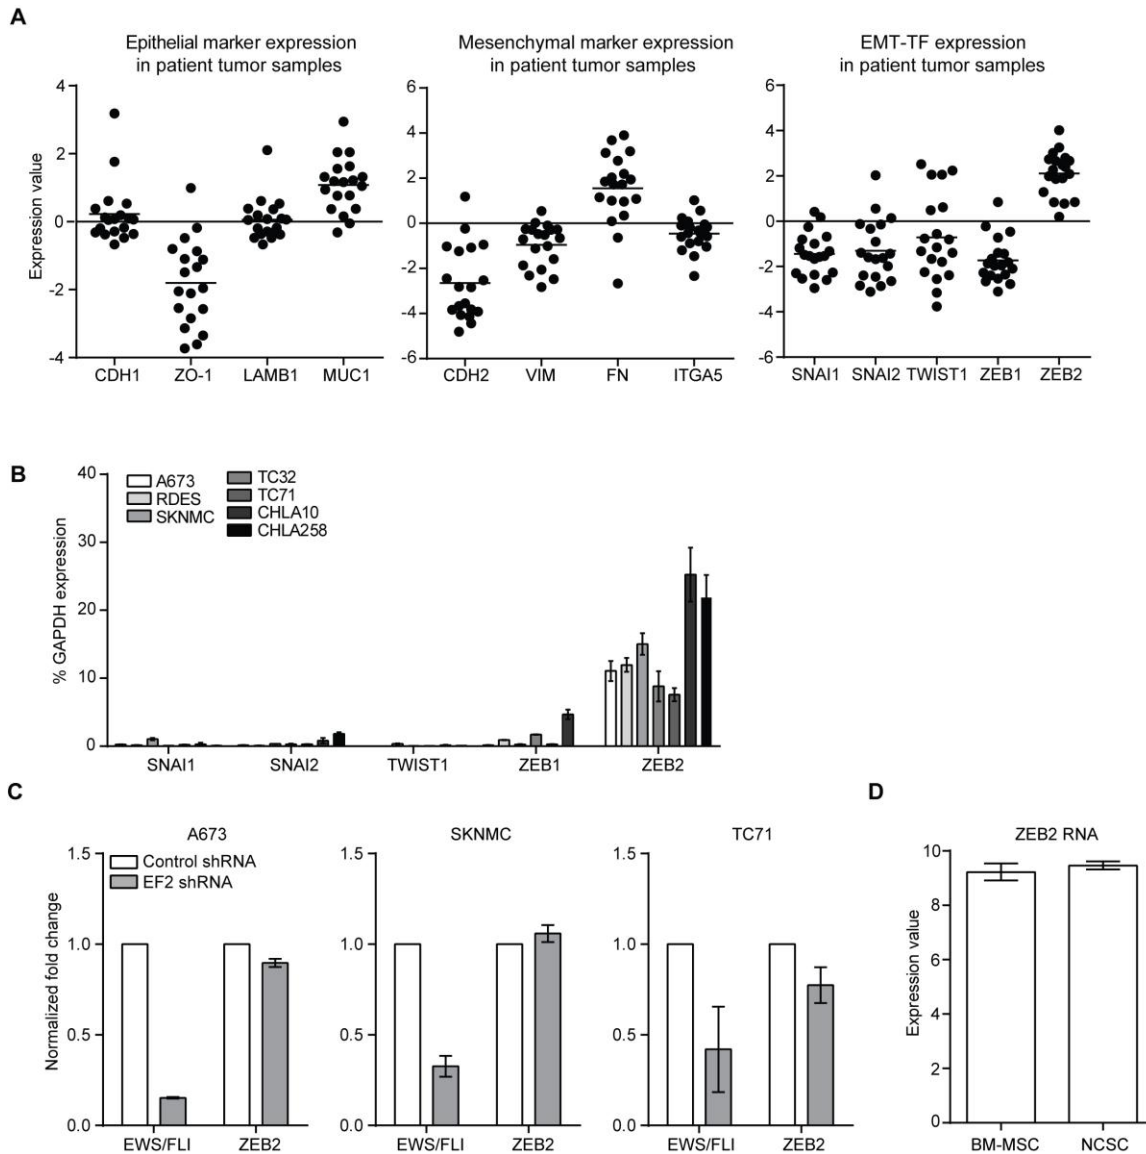 A
Epithelial marker expression
in patient tumor samples
Mesenchymal marker expression
in patient tumor samples
EMT-TF expression
in patient tumor samples
Expression value
4
2
0
-2
-4
CDH1 ZO-1 LAMB1 MUC1
6
4
2
0
-2
-4
-6
CDH2 VIM FN ITGA5
6
4
2
0
-2
-4
-6
SNAI1 SNAI2 TWIST1 ZEB1 ZEB2
B
% GAPDH expression
40
30
20
10
0
A673
RDES
SKNMC
TC32
TC71
CHLA10
CHLA258
SNAI1 SNAI2 TWIST1 ZEB1 ZEB2
C
A673
Control shRNA
EF2 shRNA
Normalized fold change
1.5
1.0
0.5
0.0
EWS/FLI ZEB2
SKNMC
1.5
1.0
0.5
0.0
EWS/FLI ZEB2
TC71
1.5
1.0
0.5
0.0
EWS/FLI ZEB2
D
ZEB2 RNA
Expression value
10
8
6
4
2
0
BM-MSC NCSC